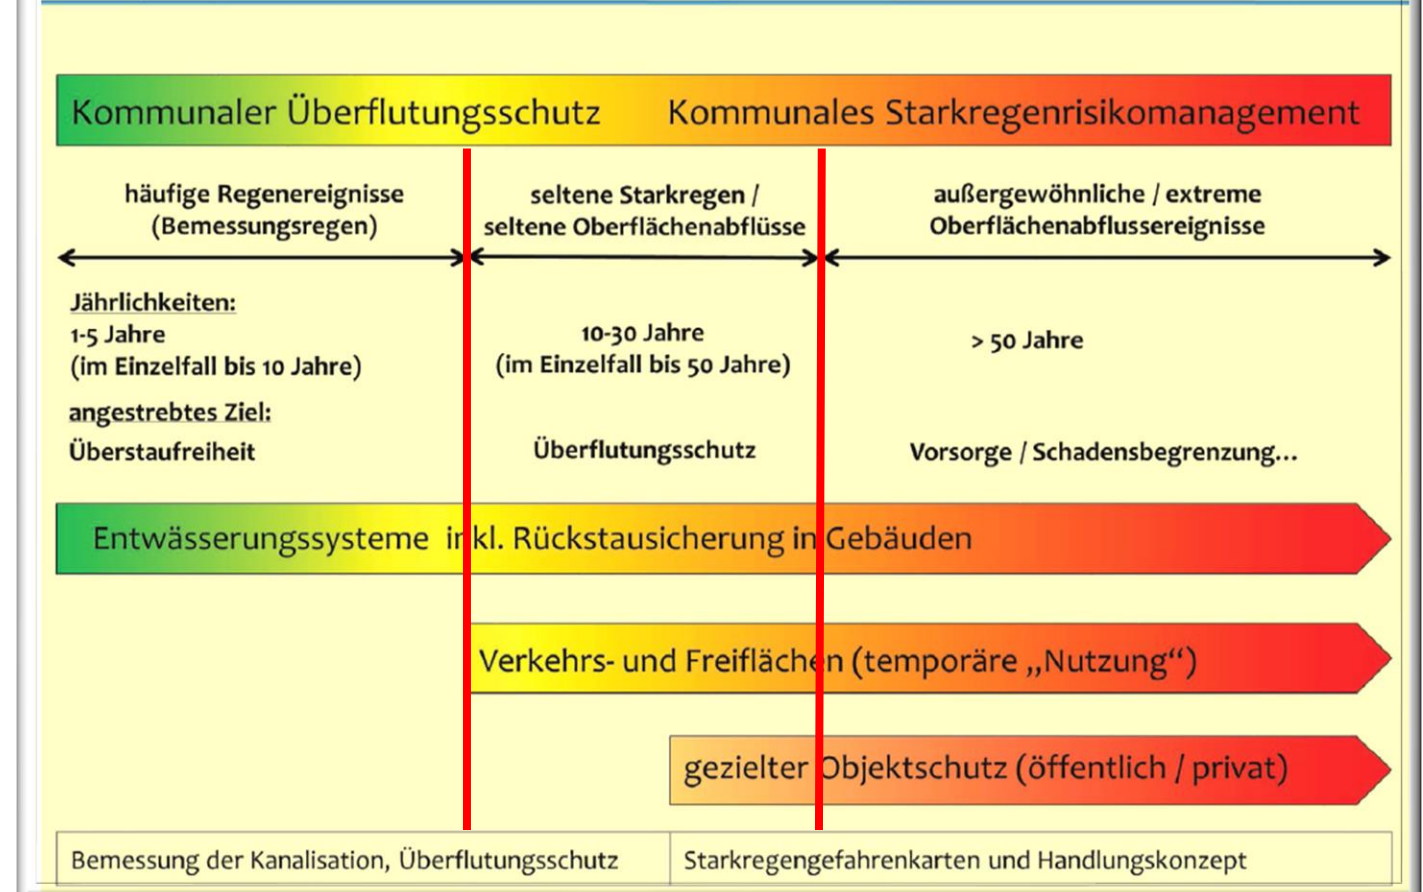 Kommunaler Überflutungsschutz Kommunales Starkregenrisikomanagement
häufige Regenereignisse
(Bemessungsregen)
seltene Starkregen /
seltene Oberflächenabflüsse
außergewöhnliche / extreme
Oberflächenabflussereignisse
Jährlichkeiten:
1-5 Jahre
(im Einzelfall bis 10 Jahre)
10-30 Jahre
(im Einzelfall bis 50 Jahre)
> 50 Jahre
angestrebtes Ziel:
Überstaufreiheit
Überflutungsschutz
Vorsorge / Schadensbegrenzung...
Entwässerungssysteme inkl. Rückstausicherung in Gebäuden
Verkehrs- und Freiflächen (temporäre „Nutzung“)
gezielter Objektschutz (öffentlich / privat)
Bemessung der Kanalisation, Überflutungsschutz
Starkregengefahrenkarten und Handlungskonzept